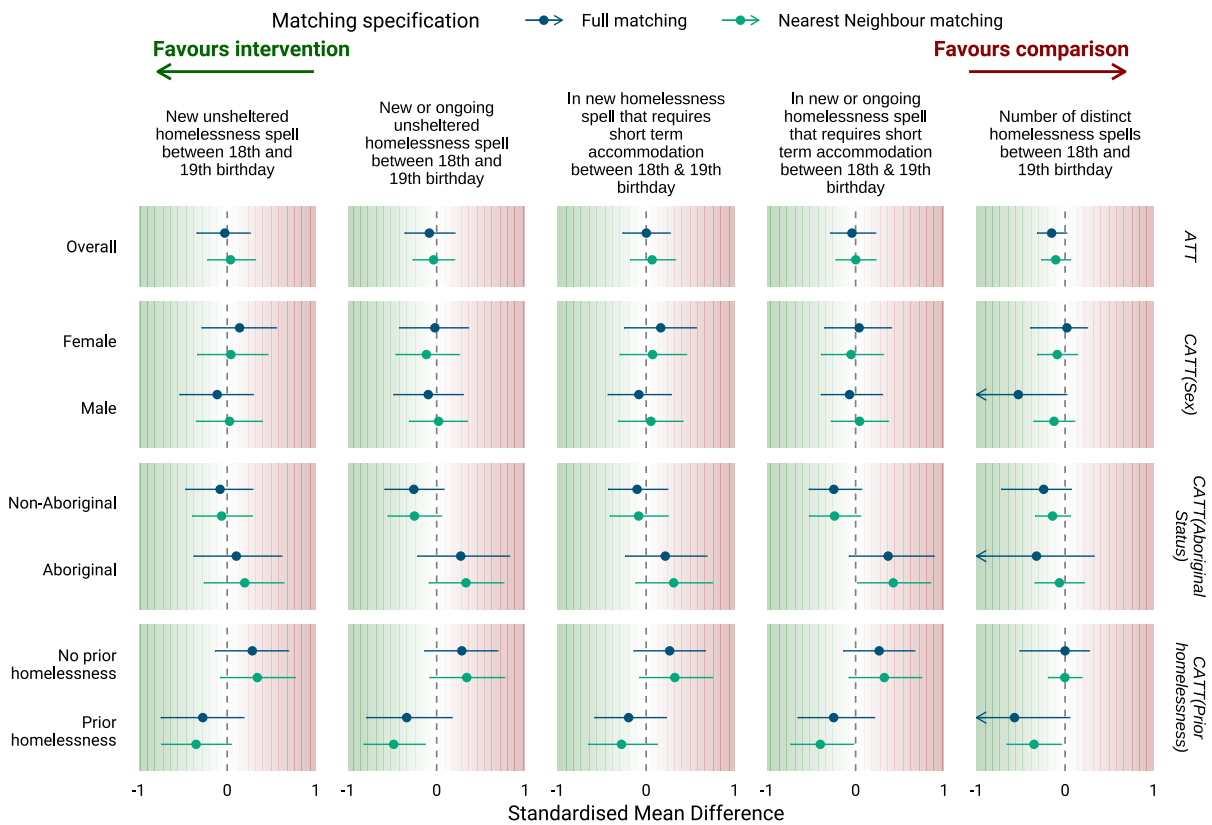 Matching specification
Full matching
Nearest Neighbour matching
Favours intervention
Favours comparison
New unsheltered
homelessness spell
between 18th and
19th birthday
New or ongoing
unsheltered
homelessness spell
between 18th and
19th birthday
In new homelessness
spell that requires
short term
accommodation
between 18th & 19th
birthday
In new or ongoing
homelessness spell
that requires short
term accommodation
between 18th & 19th
birthday
Number of distinct
homelessness spells
between 18th and
19th birthday
Overall
ATT
Female
Male
CATT(Sex)
Non-Aboriginal
Aboriginal
CATT(Aboriginal
Status)
No prior
homelessness
Prior
homelessness
CATT(Prior
homelessness)
-1 0 1 -1 0 1 -1 0 1 -1 0 1 -1 0 1
Standardised Mean Difference